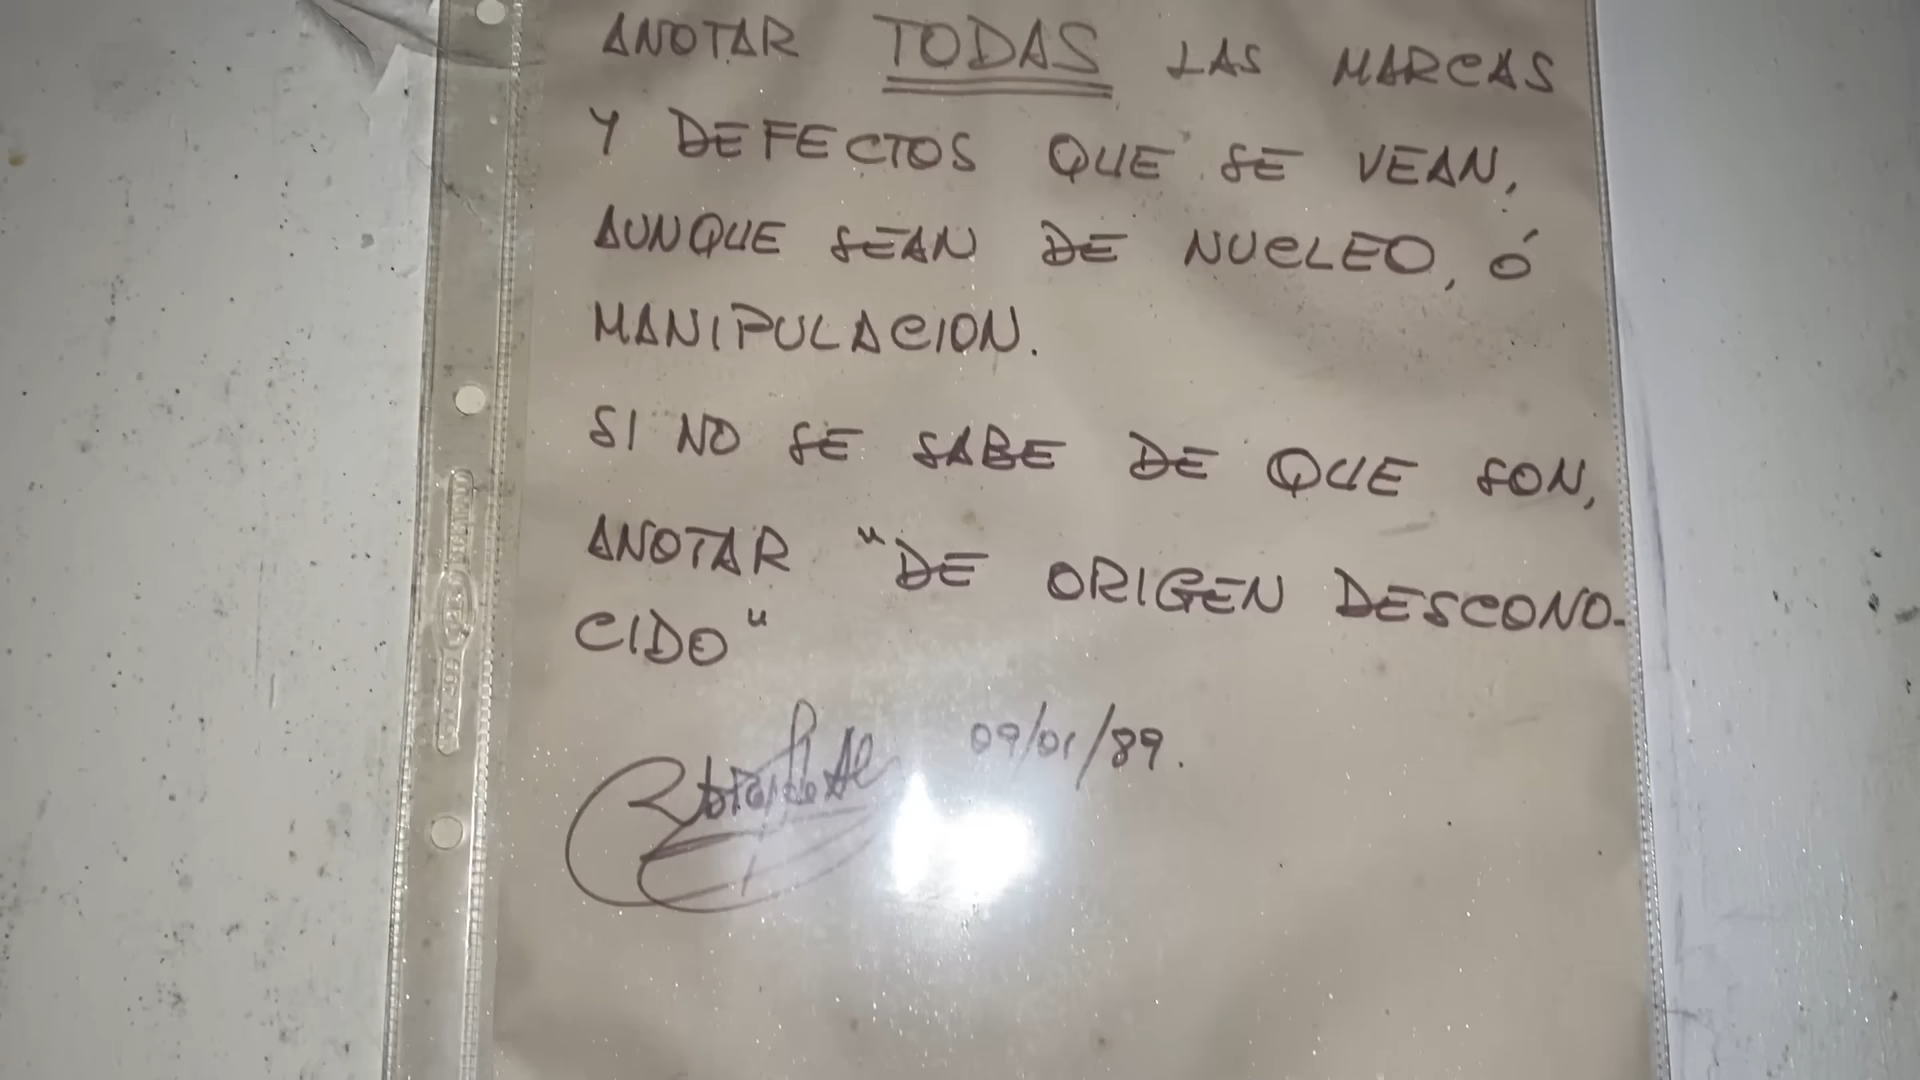 ANOTAR TODAS LAS MARCAS
Y DEFECTOS QUE SE VEAN,
AUNQUE SEAN DE NUCLEO, Ó
MANIPULACION.
SI NO SE SABE DE QUE SON,
ANOTAR "DE ORIGEN DESCONO-
CIDO"
09/01/89.